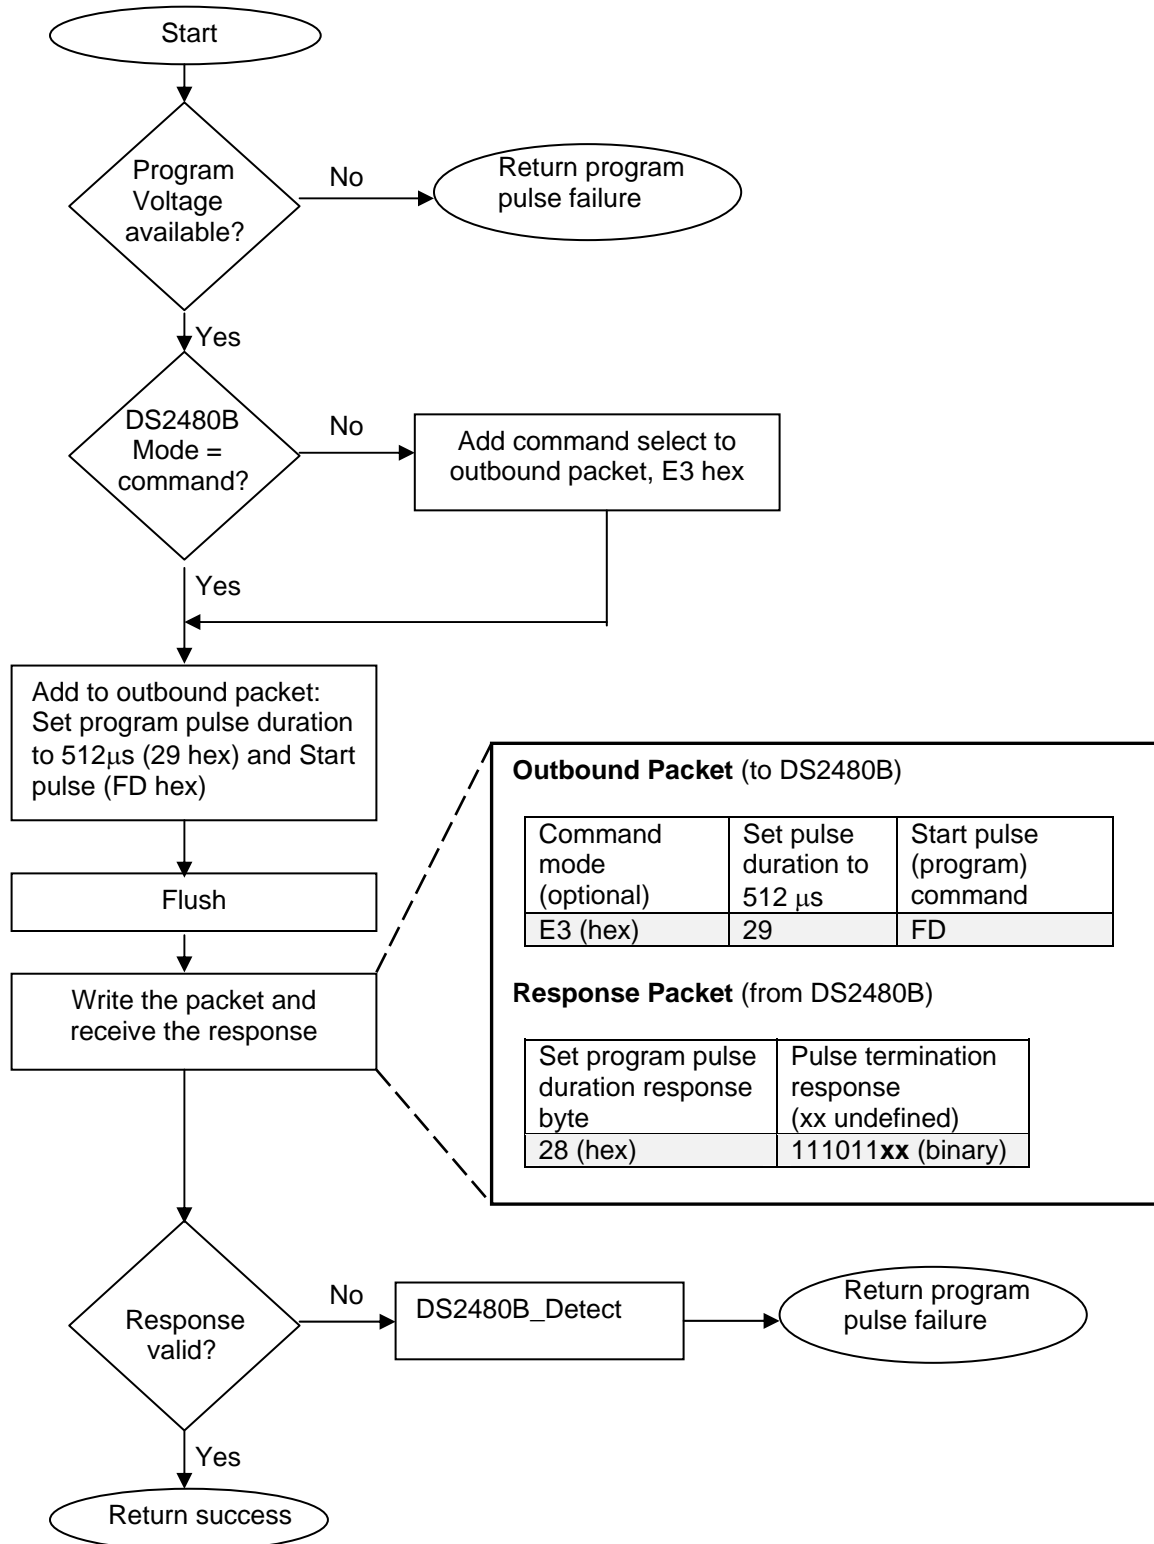 Start
Program
Voltage
available?
No
Return program
pulse failure
Yes
DS2480B
Mode =
command?
No
Add command select to
outbound packet, E3 hex
Yes
Add to outbound packet:
Set program pulse duration
to 512μs (29 hex) and Start
pulse (FD hex)
Flush
Write the packet and
receive the response
Outbound Packet (to DS2480B)
Command
mode
(optional)
Set pulse
duration to
512 μs
Start pulse
(program)
command
E3 (hex)
29
FD
Response Packet (from DS2480B)
Set program pulse
duration response
byte
Pulse termination
response
(xx undefined)
28 (hex)
111011xx (binary)
Response
valid?
No
DS2480B_Detect
Return program
pulse failure
Yes
Return success